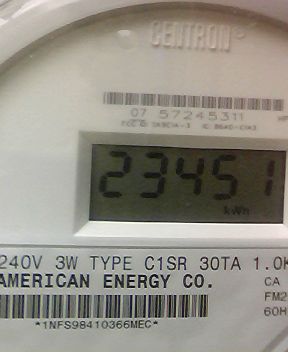 CENTRON®
07 57245311
23451
kWh
240V 3W TYPE C1SR 30TA 1.0K
AMERICAN ENERGY CO. CA
FM2
60H
*1NFS98410366MEC*